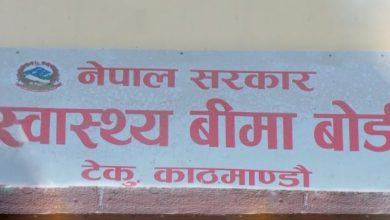 नेपाल सरकार
स्वास्थ्य बीमा बोर्ड
टेकु, काठमाण्डौ